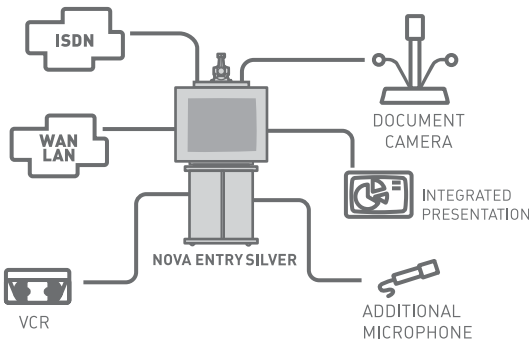 ISDN
DOCUMENT
CAMERA
WAN
LAN
INTEGRATED
PRESENTATION
NOVA ENTRY SILVER
VCR
ADDITIONAL
MICROPHONE